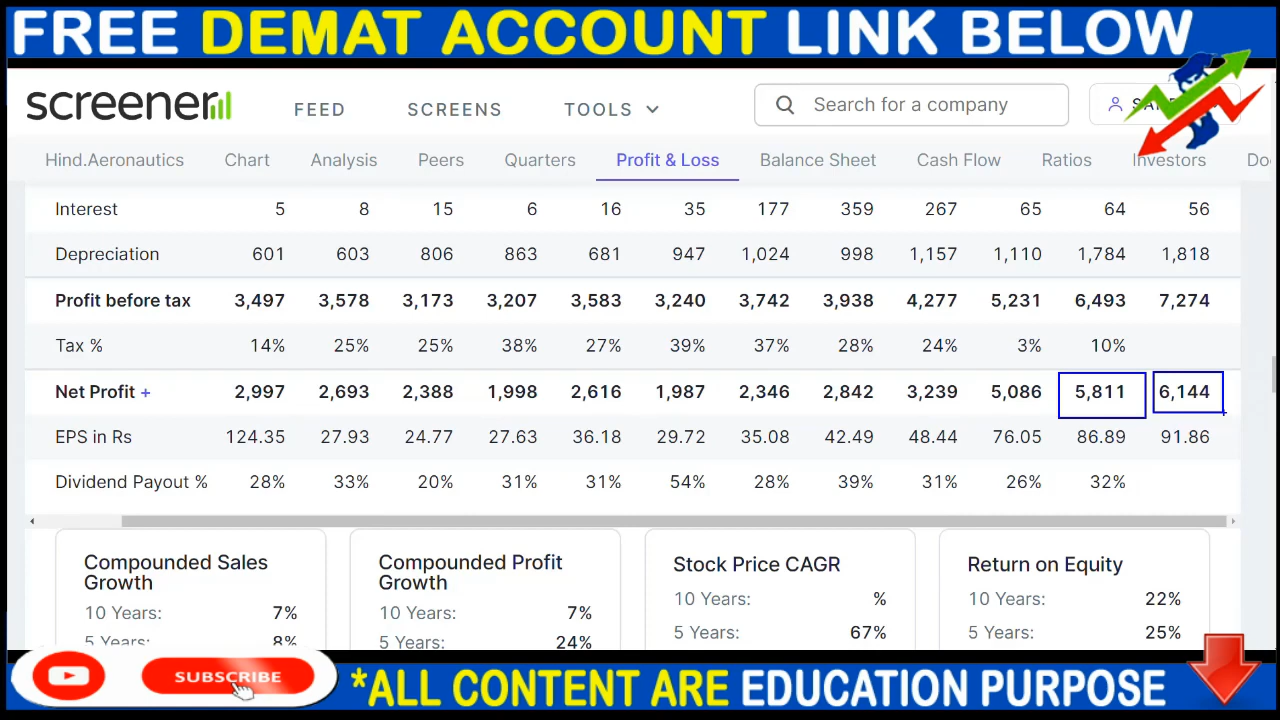 FREE DEMAT ACCOUNT LINK BELOW
screener
FEED SCREENS TOOLS Search for a company
Hind.Aeronautics Chart Analysis Peers Quarters Profit & Loss Balance Sheet Cash Flow Ratios Investors
Interest 5 8 15 6 16 35 177 359 267 65 64 56
Depreciation 601 603 806 863 681 947 1,024 998 1,157 1,110 1,784 1,818
Profit before tax 3,497 3,578 3,173 3,207 3,583 3,240 3,742 3,938 4,277 5,231 6,493 7,274
Tax % 14% 25% 25% 38% 27% 39% 37% 28% 24% 3% 10%
Net Profit + 2,997 2,693 2,388 1,998 2,616 1,987 2,346 2,842 3,239 5,086 5,811 6,144
EPS in Rs 124.35 27.93 24.77 27.63 36.18 29.72 35.08 42.49 48.44 76.05 86.89 91.86
Dividend Payout % 28% 33% 20% 31% 31% 54% 28% 39% 31% 26% 32%
Compounded Sales
Growth
10 Years: 7%
5 Years: 8%
Compounded Profit
Growth
10 Years: 7%
5 Years: 24%
Stock Price CAGR
10 Years: %
5 Years: 67%
Return on Equity
10 Years: 22%
5 Years: 25%
SUBSCRIBE
*ALL CONTENT ARE EDUCATION PURPOSE